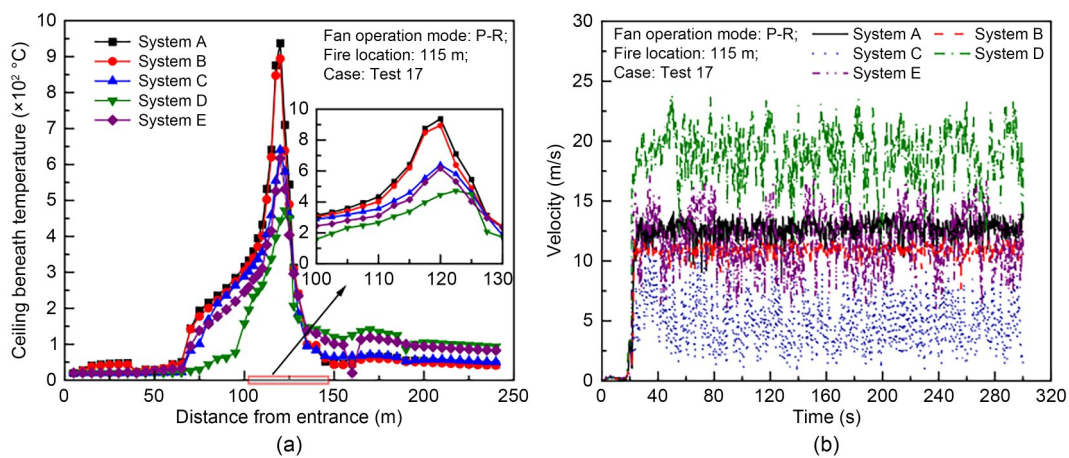 10
9
8
7
6
5
4
3
2
1
0
Ceiling beneath temperature (×10² °C)
System A
System B
System C
System D
System E
Fan operation mode: P-R;
Fire location: 115 m;
Case: Test 17
10
8
6
4
2
0
100 110 120 130
0 50 100 150 200 250
Distance from entrance (m)
(a)
30
25
20
15
10
5
0
Velocity (m/s)
Fan operation mode: P-R;
Fire location: 115 m;
Case: Test 17
System A System B
System C System D
System E
0 40 80 120 160 200 240 280 320
Time (s)
(b)